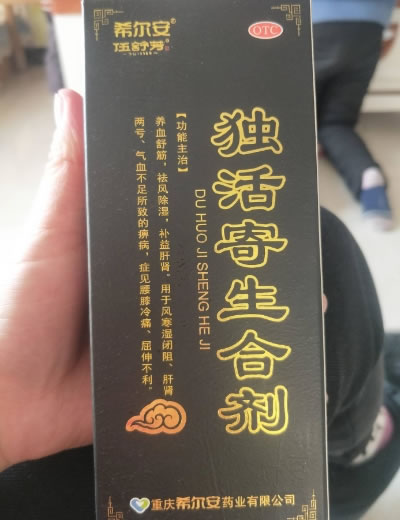 希尔安®
伍舒芳®
OTC
独活寄生合剂
DU HUO JI SHENG HE JI
【功能主治】
养血舒筋，祛风除湿，补益肝肾。用于风寒湿闭阻、肝肾
两亏、气血不足所致的痹病，症见腰膝冷痛、屈伸不利。
重庆希尔安药业有限公司